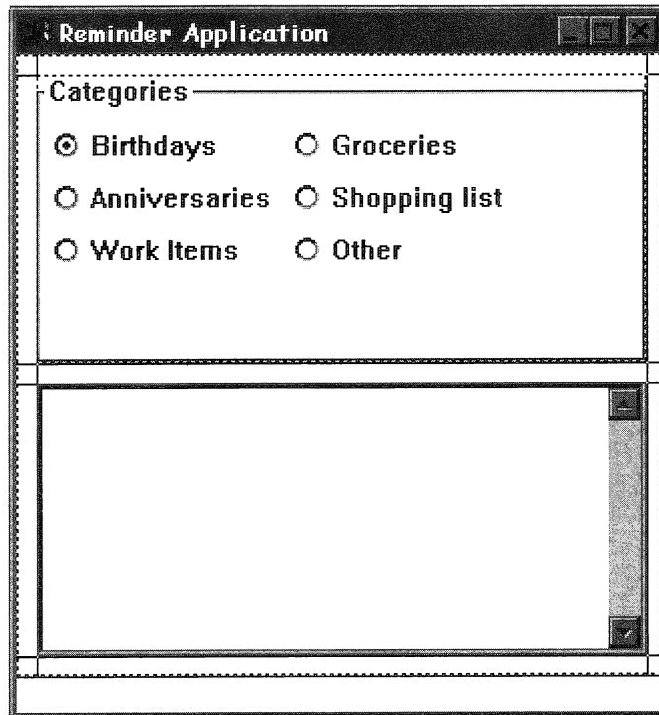 Reminder Application
Categories
Birthdays Groceries
Anniversaries Shopping list
Work Items Other